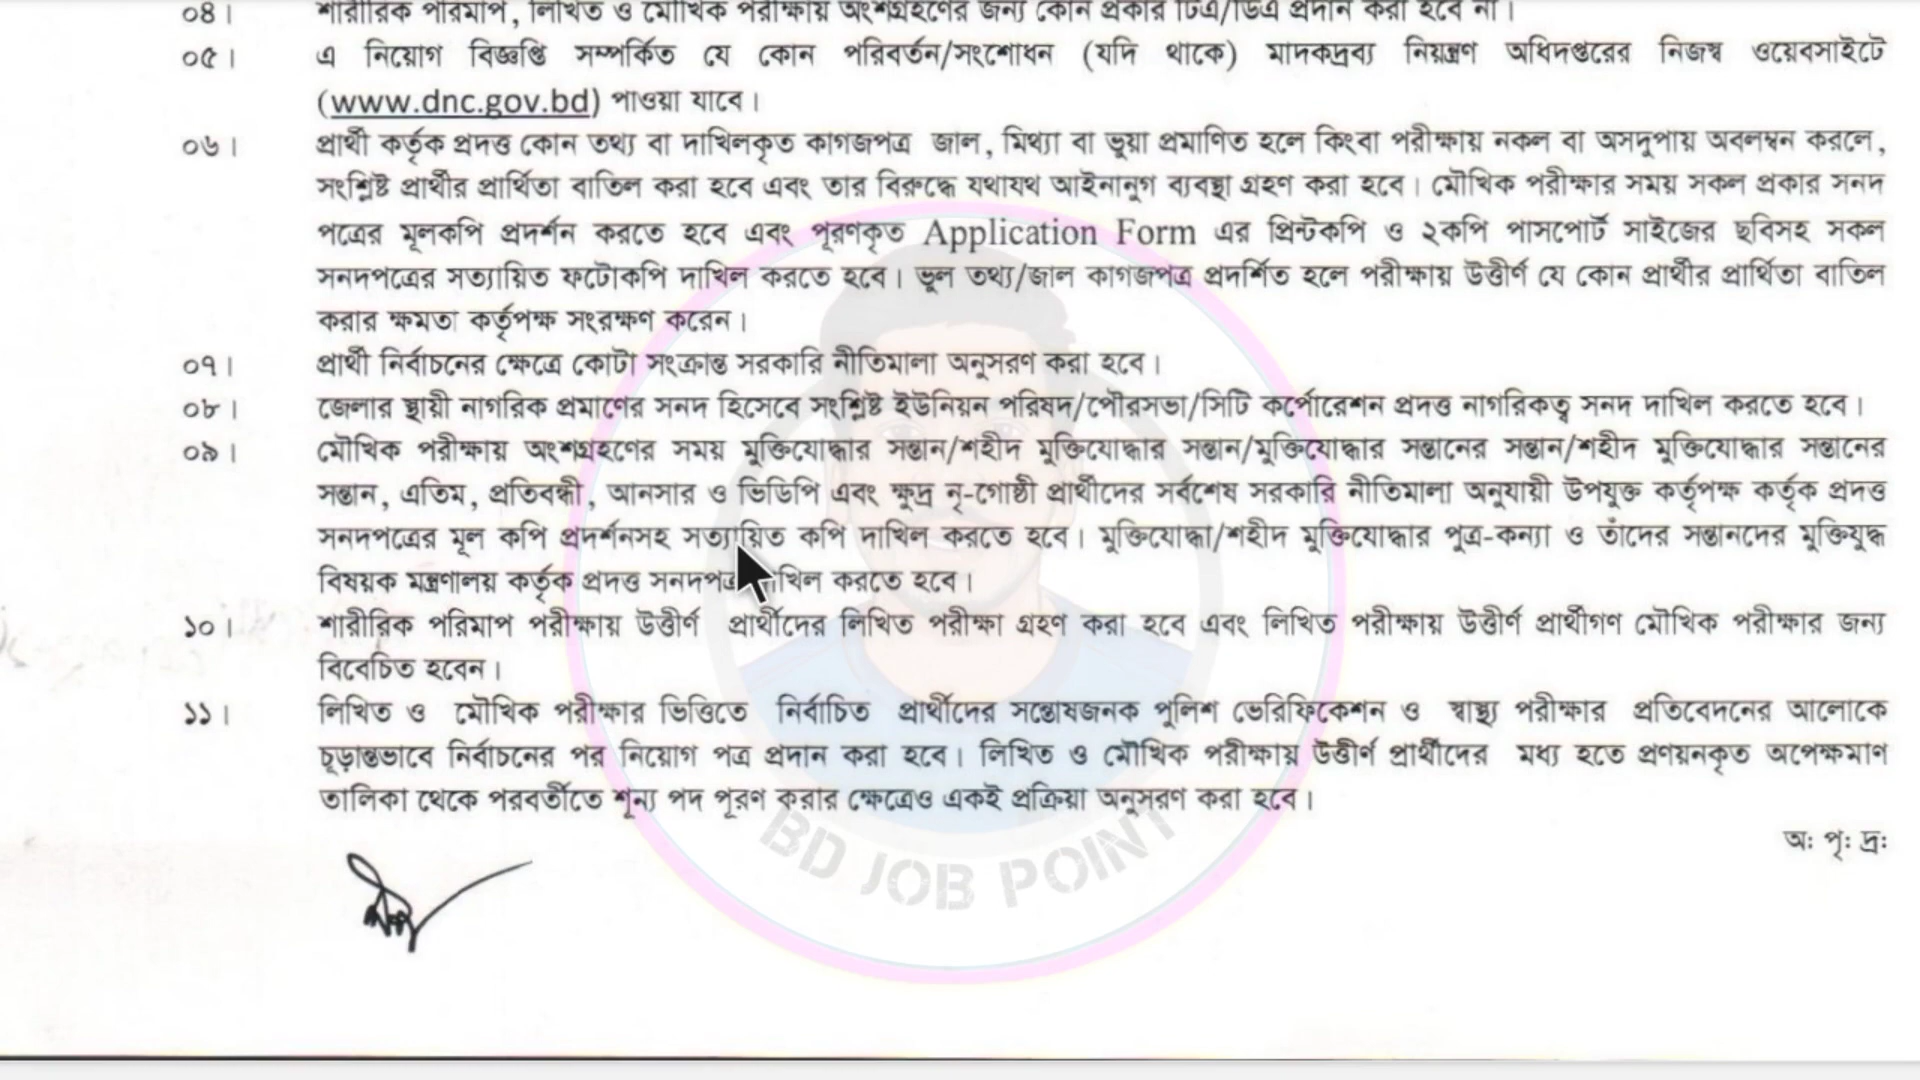 ০৪। শারীরিক পরিমাপ, লিখিত ও মৌখিক পরীক্ষায় অংশগ্রহণের জন্য কোন প্রকার টিএ/ডিএ প্রদান করা হবে না।
০৫। এ নিয়োগ বিজ্ঞপ্তি সম্পর্কিত যে কোন পরিবর্তন/সংশোধন (যদি থাকে) মাদকদ্রব্য নিয়ন্ত্রণ অধিদপ্তরের নিজস্ব ওয়েবসাইটে
(www.dnc.gov.bd) পাওয়া যাবে।
০৬। প্রার্থী কর্তৃক প্রদত্ত কোন তথ্য বা দাখিলকৃত কাগজপত্র জাল, মিথ্যা বা ভুয়া প্রমাণিত হলে কিংবা পরীক্ষায় নকল বা অসদুপায় অবলম্বন করলে,
সংশ্লিষ্ট প্রার্থীর প্রার্থিতা বাতিল করা হবে এবং তার বিরুদ্ধে যথাযথ আইনানুগ ব্যবস্থা গ্রহণ করা হবে। মৌখিক পরীক্ষার সময় সকল প্রকার সনদ
পত্রের মূলকপি প্রদর্শন করতে হবে এবং পূরণকৃত Application Form এর প্রিন্টকপি ও ২কপি পাসপোর্ট সাইজের ছবিসহ সকল
সনদপত্রের সত্যায়িত ফটোকপি দাখিল করতে হবে। ভুল তথ্য/জাল কাগজপত্র প্রদর্শিত হলে পরীক্ষায় উত্তীর্ণ যে কোন প্রার্থীর প্রার্থিতা বাতিল
করার ক্ষমতা কর্তৃপক্ষ সংরক্ষণ করেন।
০৭। প্রার্থী নির্বাচনের ক্ষেত্রে কোটা সংক্রান্ত সরকারি নীতিমালা অনুসরণ করা হবে।
০৮। জেলার স্থায়ী নাগরিক প্রমাণের সনদ হিসেবে সংশ্লিষ্ট ইউনিয়ন পরিষদ/পৌরসভা/সিটি কর্পোরেশন প্রদত্ত নাগরিকত্ব সনদ দাখিল করতে হবে।
০৯। মৌখিক পরীক্ষায় অংশগ্রহণের সময় মুক্তিযোদ্ধার সন্তান/শহীদ মুক্তিযোদ্ধার সন্তান/মুক্তিযোদ্ধার সন্তানের সন্তান/শহীদ মুক্তিযোদ্ধার সন্তানের
সন্তান, এতিম, প্রতিবন্ধী, আনসার ও ভিডিপি এবং ক্ষুদ্র নৃ-গোষ্ঠী প্রার্থীদের সর্বশেষ সরকারি নীতিমালা অনুযায়ী উপযুক্ত কর্তৃপক্ষ কর্তৃক প্রদত্ত
সনদপত্রের মূল কপি প্রদর্শনসহ সত্যায়িত কপি দাখিল করতে হবে। মুক্তিযোদ্ধা/শহীদ মুক্তিযোদ্ধার পুত্র-কন্যা ও তাঁদের সন্তানদের মুক্তিযুদ্ধ
বিষয়ক মন্ত্রণালয় কর্তৃক প্রদত্ত সনদপত্র দাখিল করতে হবে।
১০। শারীরিক পরিমাপ পরীক্ষায় উত্তীর্ণ প্রার্থীদের লিখিত পরীক্ষা গ্রহণ করা হবে এবং লিখিত পরীক্ষায় উত্তীর্ণ প্রার্থীগণ মৌখিক পরীক্ষার জন্য
বিবেচিত হবেন।
১১। লিখিত ও মৌখিক পরীক্ষার ভিত্তিতে নির্বাচিত প্রার্থীদের সন্তোষজনক পুলিশ ভেরিফিকেশন ও স্বাস্থ্য পরীক্ষার প্রতিবেদনের আলোকে
চূড়ান্তভাবে নির্বাচনের পর নিয়োগ পত্র প্রদান করা হবে। লিখিত ও মৌখিক পরীক্ষায় উত্তীর্ণ প্রার্থীদের মধ্য হতে প্রণয়নকৃত অপেক্ষমাণ
তালিকা থেকে পরবর্তীতে শূন্য পদ পূরণ করার ক্ষেত্রেও একই প্রক্রিয়া অনুসরণ করা হবে।
অ: পৃ: দ্র:
BD JOB POINT